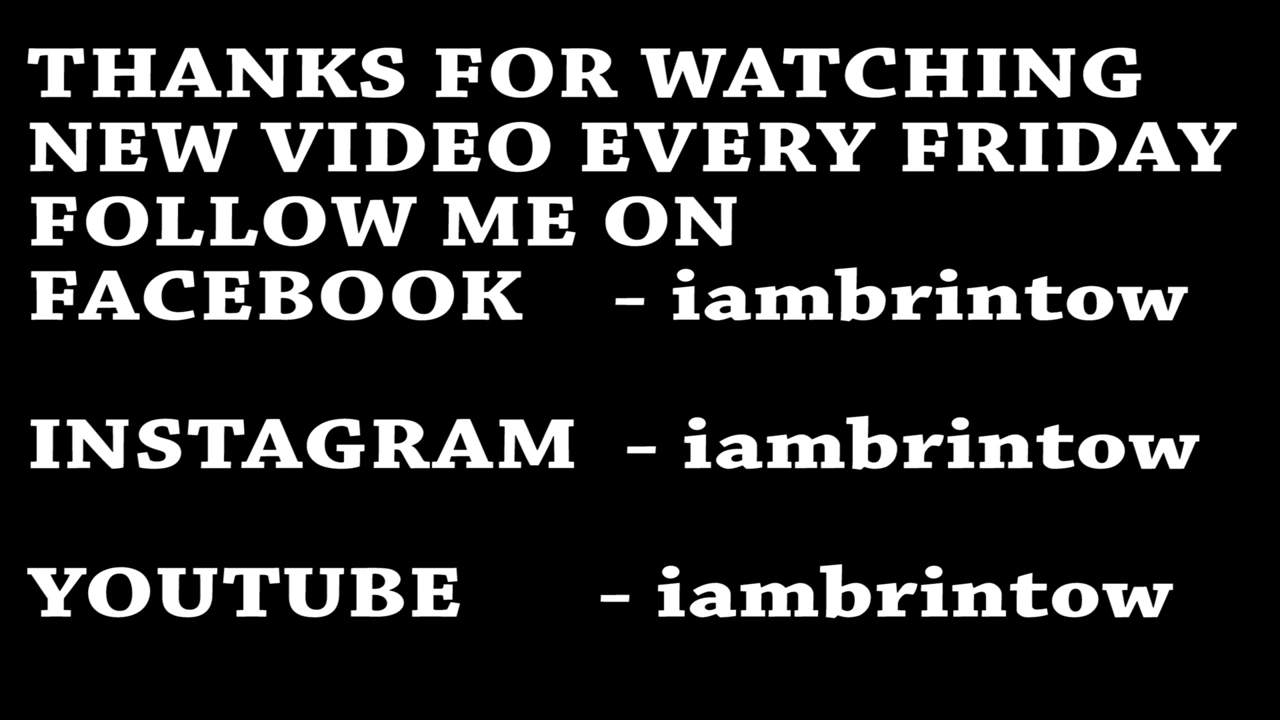 THANKS FOR WATCHING
NEW VIDEO EVERY FRIDAY
FOLLOW ME ON
FACEBOOK – iambrintow
INSTAGRAM – iambrintow
YOUTUBE – iambrintow